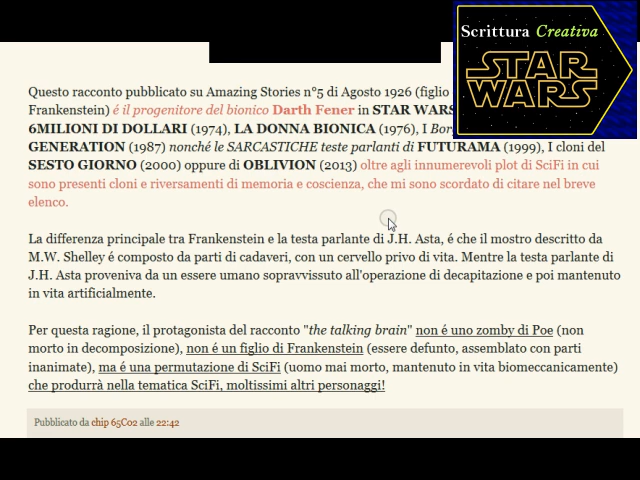 Scrittura Creativa
STAR
WARS
Questo racconto pubblicato su Amazing Stories n°5 di Agosto 1926 (figlio
Frankenstein) é il progenitore del bionico Darth Fener in STAR WARS
6MILIONI DI DOLLARI (1974), LA DONNA BIONICA (1976), I
GENERATION (1987) nonché le SARCASTICHE teste parlanti di FUTURAMA (1999), I cloni del
SESTO GIORNO (2000) oppure di OBLIVION (2013) oltre agli innumerevoli plot di SciFi in cui
sono presenti cloni e riversamenti di memoria e coscienza, che mi sono scordato di citare nel breve
elenco.
La differenza principale tra Frankenstein e la testa parlante di J.H. Asta, é che il mostro descritto da
M.W. Shelley é composto da parti di cadaveri, con un cervello privo di vita. Mentre la testa parlante di
J.H. Asta proveniva da un essere umano sopravvissuto all'operazione di decapitazione e poi mantenuto
in vita artificialmente.
Per questa ragione, il protagonista del racconto "the talking brain" non é uno zomby di Poe (non
morto in decomposizione), non é un figlio di Frankenstein (essere defunto, assemblato con parti
inanimate), ma é una permutazione di SciFi (uomo mai morto, mantenuto in vita biomeccanicamente)
che produrrà nella tematica SciFi, moltissimi altri personaggi!
Pubblicato da chip 65C02 alle 22:42